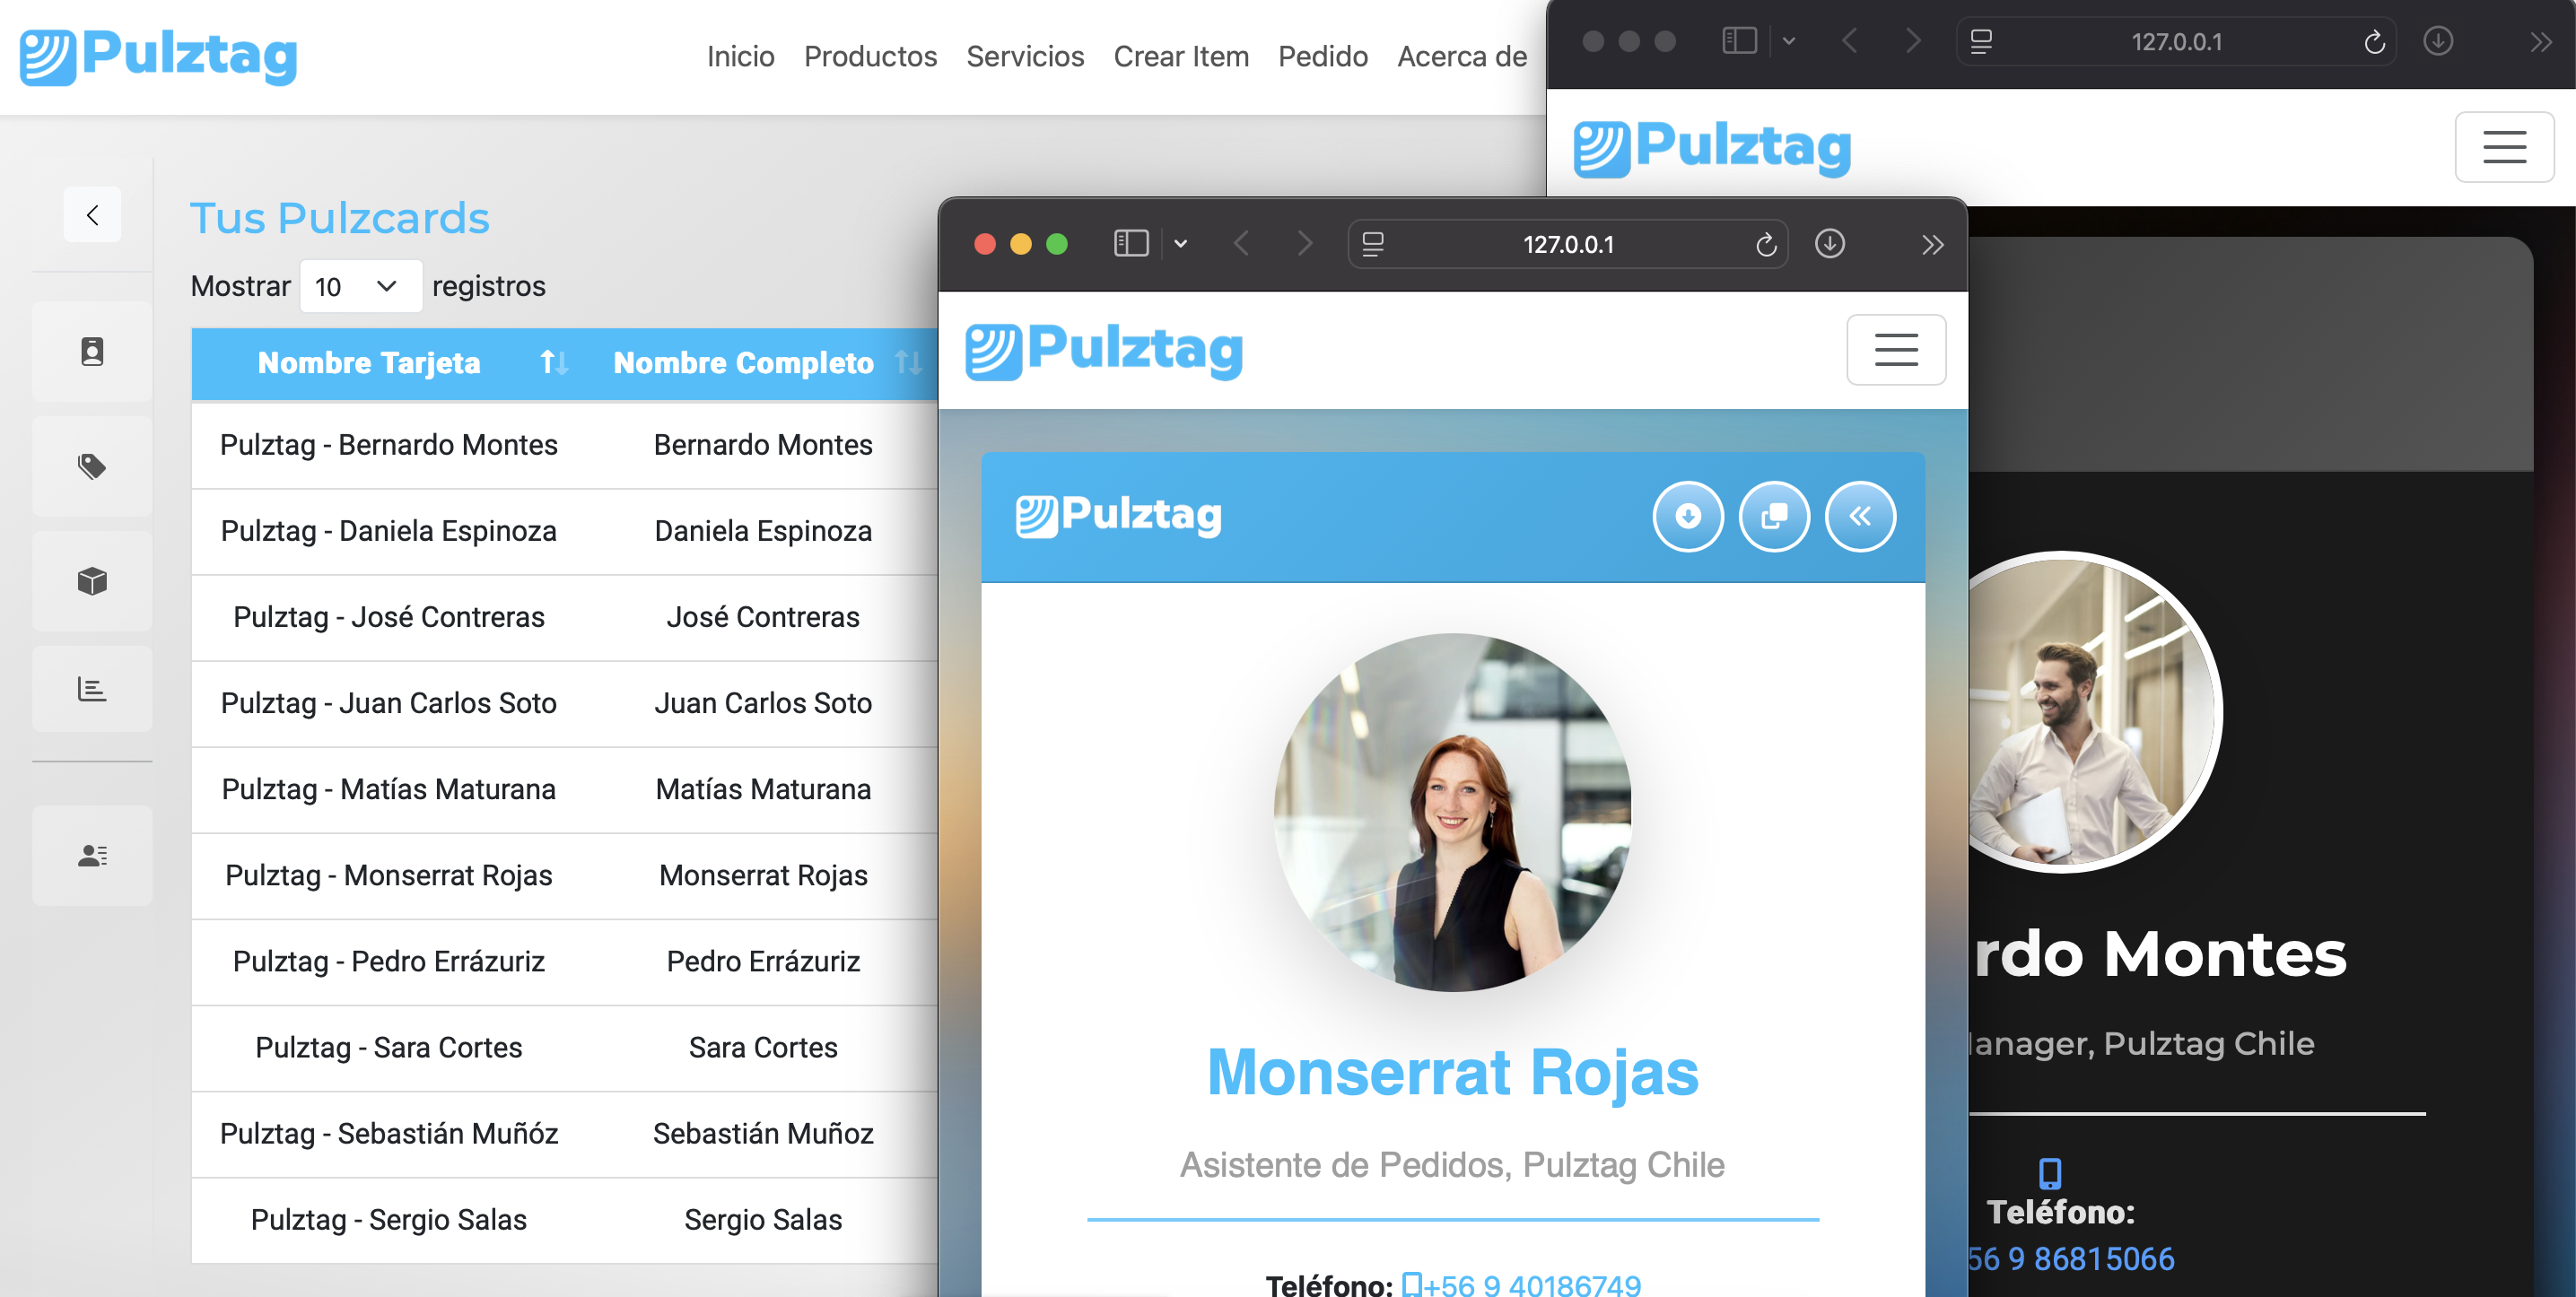 Pulztag
Inicio Productos Servicios Crear Item Pedido Acerca de
Tus Pulzcards
Mostrar 10 registros
Nombre Tarjeta Nombre Completo
Pulztag - Bernardo Montes Bernardo Montes
Pulztag - Daniela Espinoza Daniela Espinoza
Pulztag - José Contreras José Contreras
Pulztag - Juan Carlos Soto Juan Carlos Soto
Pulztag - Matías Maturana Matías Maturana
Pulztag - Monserrat Rojas Monserrat Rojas
Pulztag - Pedro Errázuriz Pedro Errázuriz
Pulztag - Sara Cortes Sara Cortes
Pulztag - Sebastián Muñóz Sebastián Muñoz
Pulztag - Sergio Salas Sergio Salas
127.0.0.1
Pulztag
Pulztag
Monserrat Rojas
Asistente de Pedidos, Pulztag Chile
Teléfono: +56 9 40186749
127.0.0.1
Pulztag
rdo Montes
anager, Pulztag Chile
Teléfono:
56 9 86815066